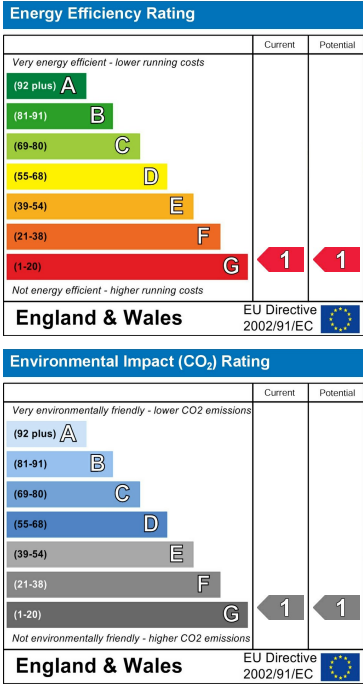 Energy Efficiency Rating
Current Potential
Very energy efficient - lower running costs
(92 plus) A
(81-91) B
(69-80) C
(55-68) D
(39-54) E
(21-38) F
(1-20) G 1 1
Not energy efficient - higher running costs
England & Wales
EU Directive
2002/91/EC
Environmental Impact (CO₂) Rating
Current Potential
Very environmentally friendly - lower CO2 emissions
(92 plus) A
(81-91) B
(69-80) C
(55-68) D
(39-54) E
(21-38) F
(1-20) G 1 1
Not environmentally friendly - higher CO2 emissions
England & Wales
EU Directive
2002/91/EC